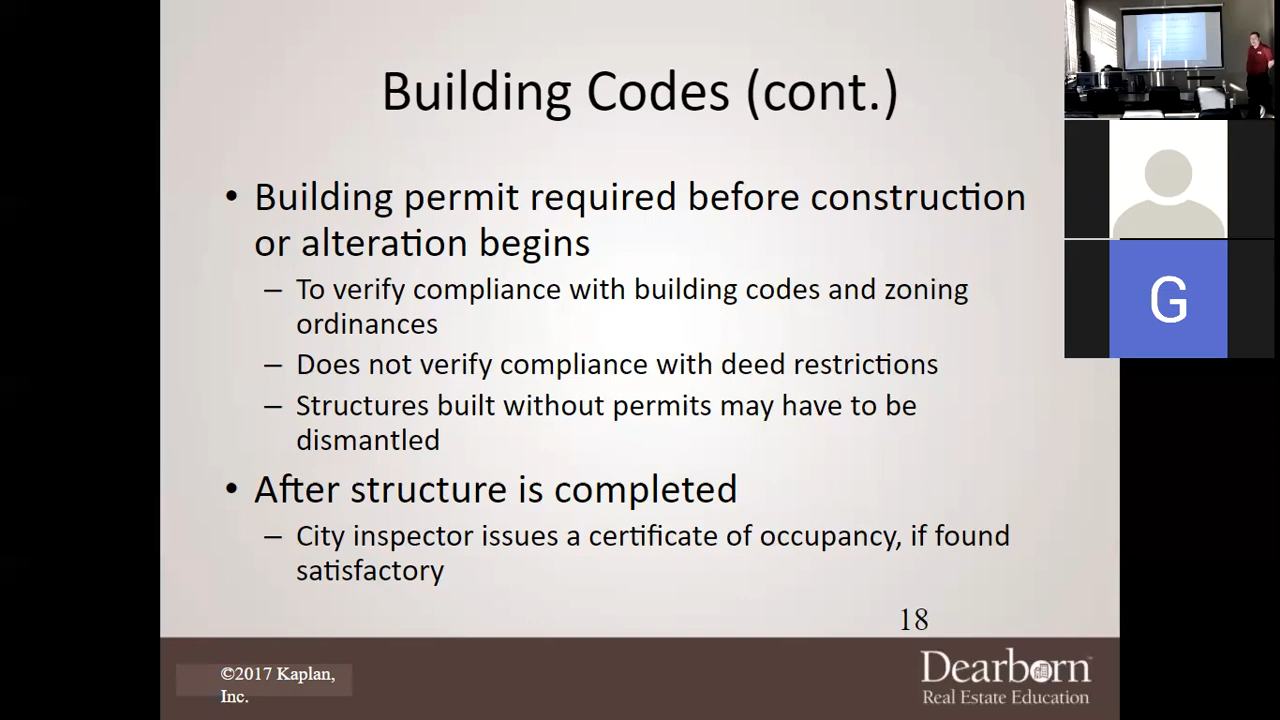 Building Codes (cont.)
• Building permit required before construction
or alteration begins
– To verify compliance with building codes and zoning
ordinances
– Does not verify compliance with deed restrictions
– Structures built without permits may have to be
dismantled
• After structure is completed
– City inspector issues a certificate of occupancy, if found
satisfactory
18
©2017 Kaplan,
Inc.
Dearborn
Real Estate Education
G